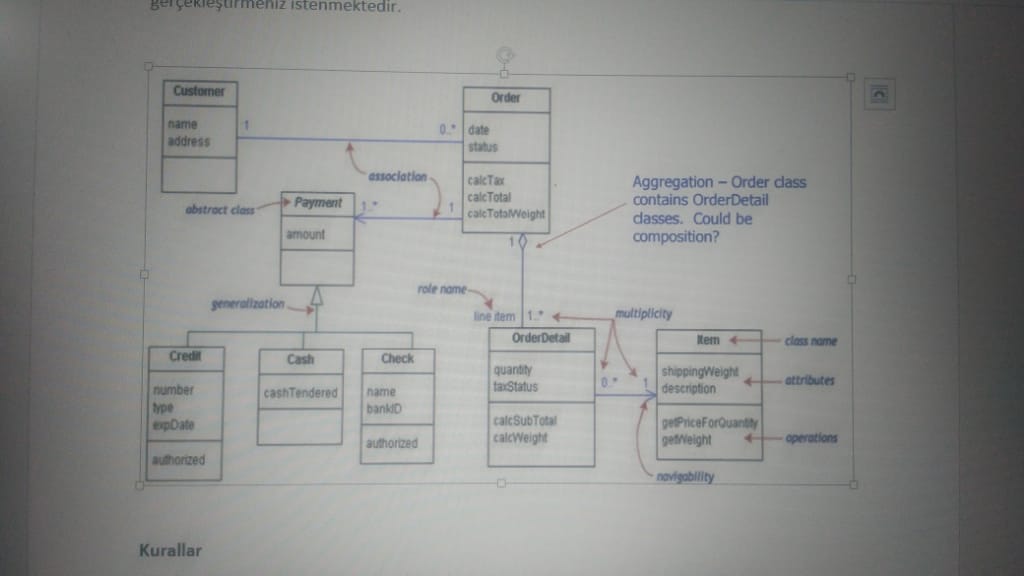 gerçekleştirmeniz istenmektedir.
Customer
name
address
1
0..*
Order
date
status
calcTax
calcTotal
calcTotalWeight
association
abstract class
Payment
amount
1..*
1
Aggregation – Order class
contains OrderDetail
classes. Could be
composition?
1
generalization
role name
line item
1..*
multiplicity
Credit
number
type
expDate
authorized
Cash
cashTendered
Check
name
bankID
authorized
OrderDetail
quantity
taxStatus
calcSubTotal
calcWeight
0..*
1
Item
shippingWeight
description
getPriceForQuantity
getWeight
class name
attributes
operations
navigability
Kurallar